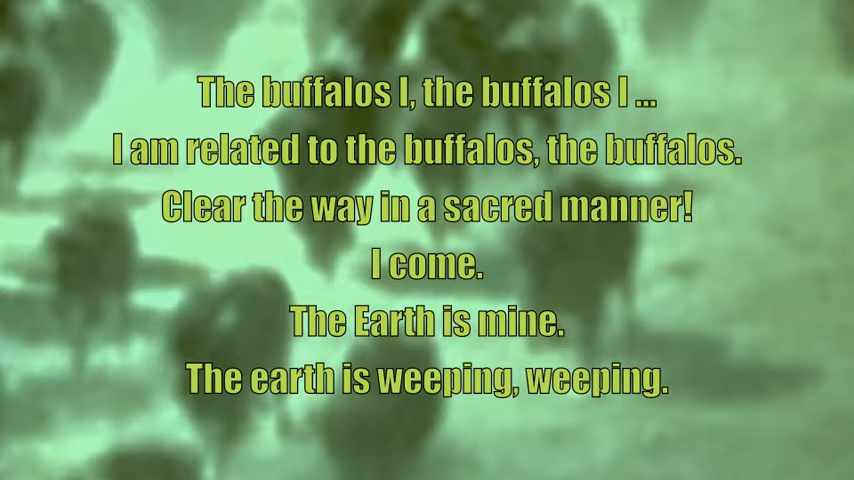 The buffalos I, the buffalos I ...
I am related to the buffalos, the buffalos.
Clear the way in a sacred manner!
I come.
The Earth is mine.
The earth is weeping, weeping.